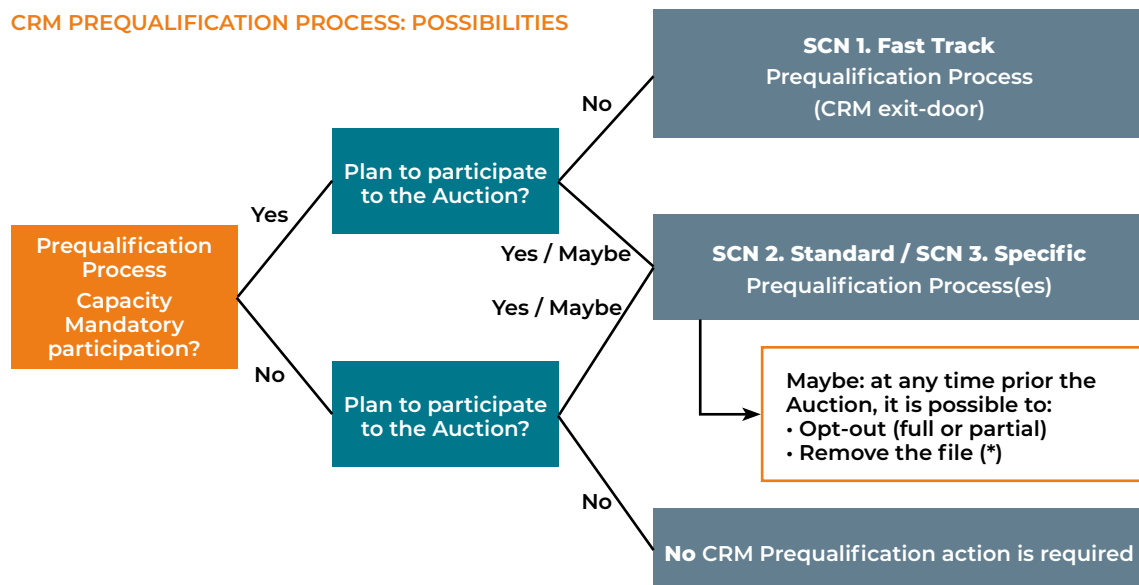 CRM PREQUALIFICATION PROCESS: POSSIBILITIES
SCN 1. Fast Track
Prequalification Process
(CRM exit-door)
No
Plan to participate
to the Auction?
Yes
Yes / Maybe
Prequalification
Process
Capacity
Mandatory
participation?
SCN 2. Standard / SCN 3. Specific
Prequalification Process(es)
Yes / Maybe
No
Plan to participate
to the Auction?
Maybe: at any time prior the
Auction, it is possible to:
• Opt-out (full or partial)
• Remove the file (*)
No
No CRM Prequalification action is required